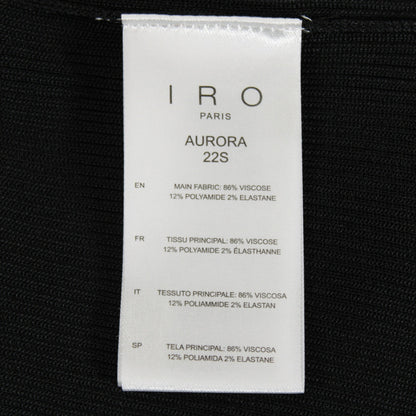 IRO
PARIS
AURORA
22S
EN MAIN FABRIC: 86% VISCOSE
12% POLYAMIDE 2% ELASTANE
FR TISSU PRINCIPAL: 86% VISCOSE
12% POLYAMIDE 2% ÉLASTHANNE
IT TESSUTO PRINCIPALE: 86% VISCOSA
12% POLIAMMIDE 2% ELASTAN
SP TELA PRINCIPAL: 86% VISCOSA
12% POLIAMIDA 2% ELASTANE